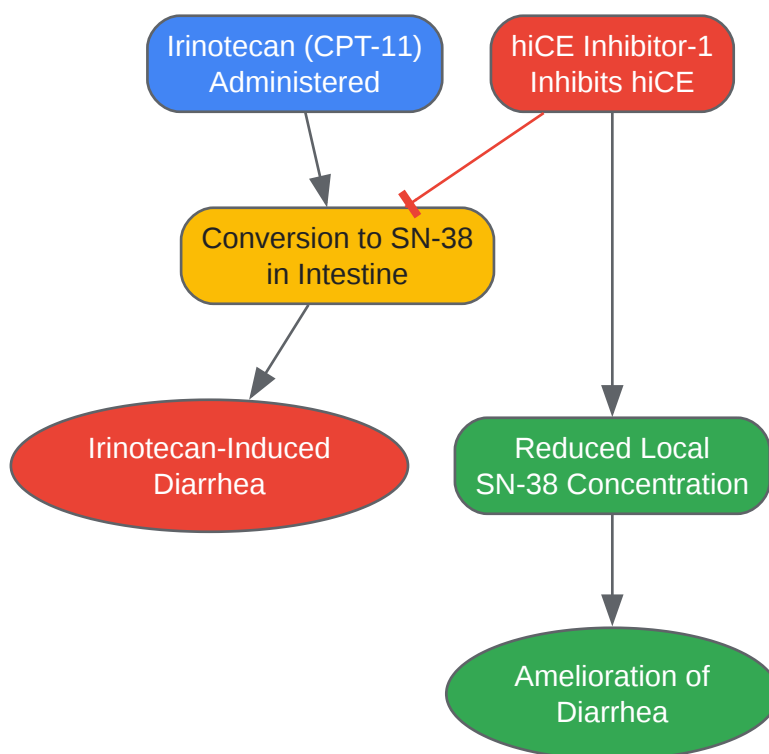 Irinotecan (CPT-11)
Administered
hiCE Inhibitor-1
Inhibits hiCE
Conversion to SN-38
in Intestine
Irinotecan-Induced
Diarrhea
Reduced Local
SN-38 Concentration
Amelioration of
Diarrhea